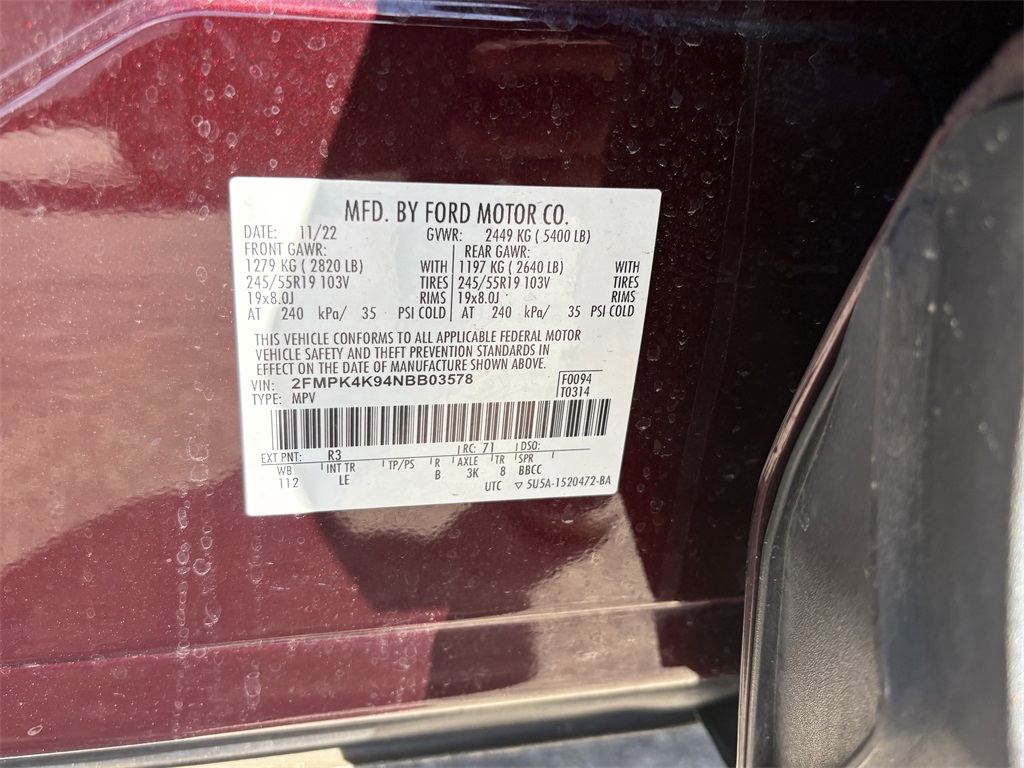 MFD. BY FORD MOTOR CO.
DATE: 11/22 GVWR: 2449 KG ( 5400 LB)
FRONT GAWR: REAR GAWR:
1279 KG ( 2820 LB) WITH 1197 KG ( 2640 LB) WITH
245/55R19 103V TIRES 245/55R19 103V TIRES
19x8.0J RIMS 19x8.0J RIMS
AT 240 kPa/ 35 PSI COLD AT 240 kPa/ 35 PSI COLD
THIS VEHICLE CONFORMS TO ALL APPLICABLE FEDERAL MOTOR
VEHICLE SAFETY AND THEFT PREVENTION STANDARDS IN
EFFECT ON THE DATE OF MANUFACTURE SHOWN ABOVE.
VIN: 2FMPK4K94NBB03578 F0094
TYPE: MPV T0314
EXT PNT: R3 RC: 71 DSO:
WB INT TR TP/PS R AXLE TR SPR
112 LE B 3K 8 BBCC
UTC ▽ 5U5A-1520472-BA